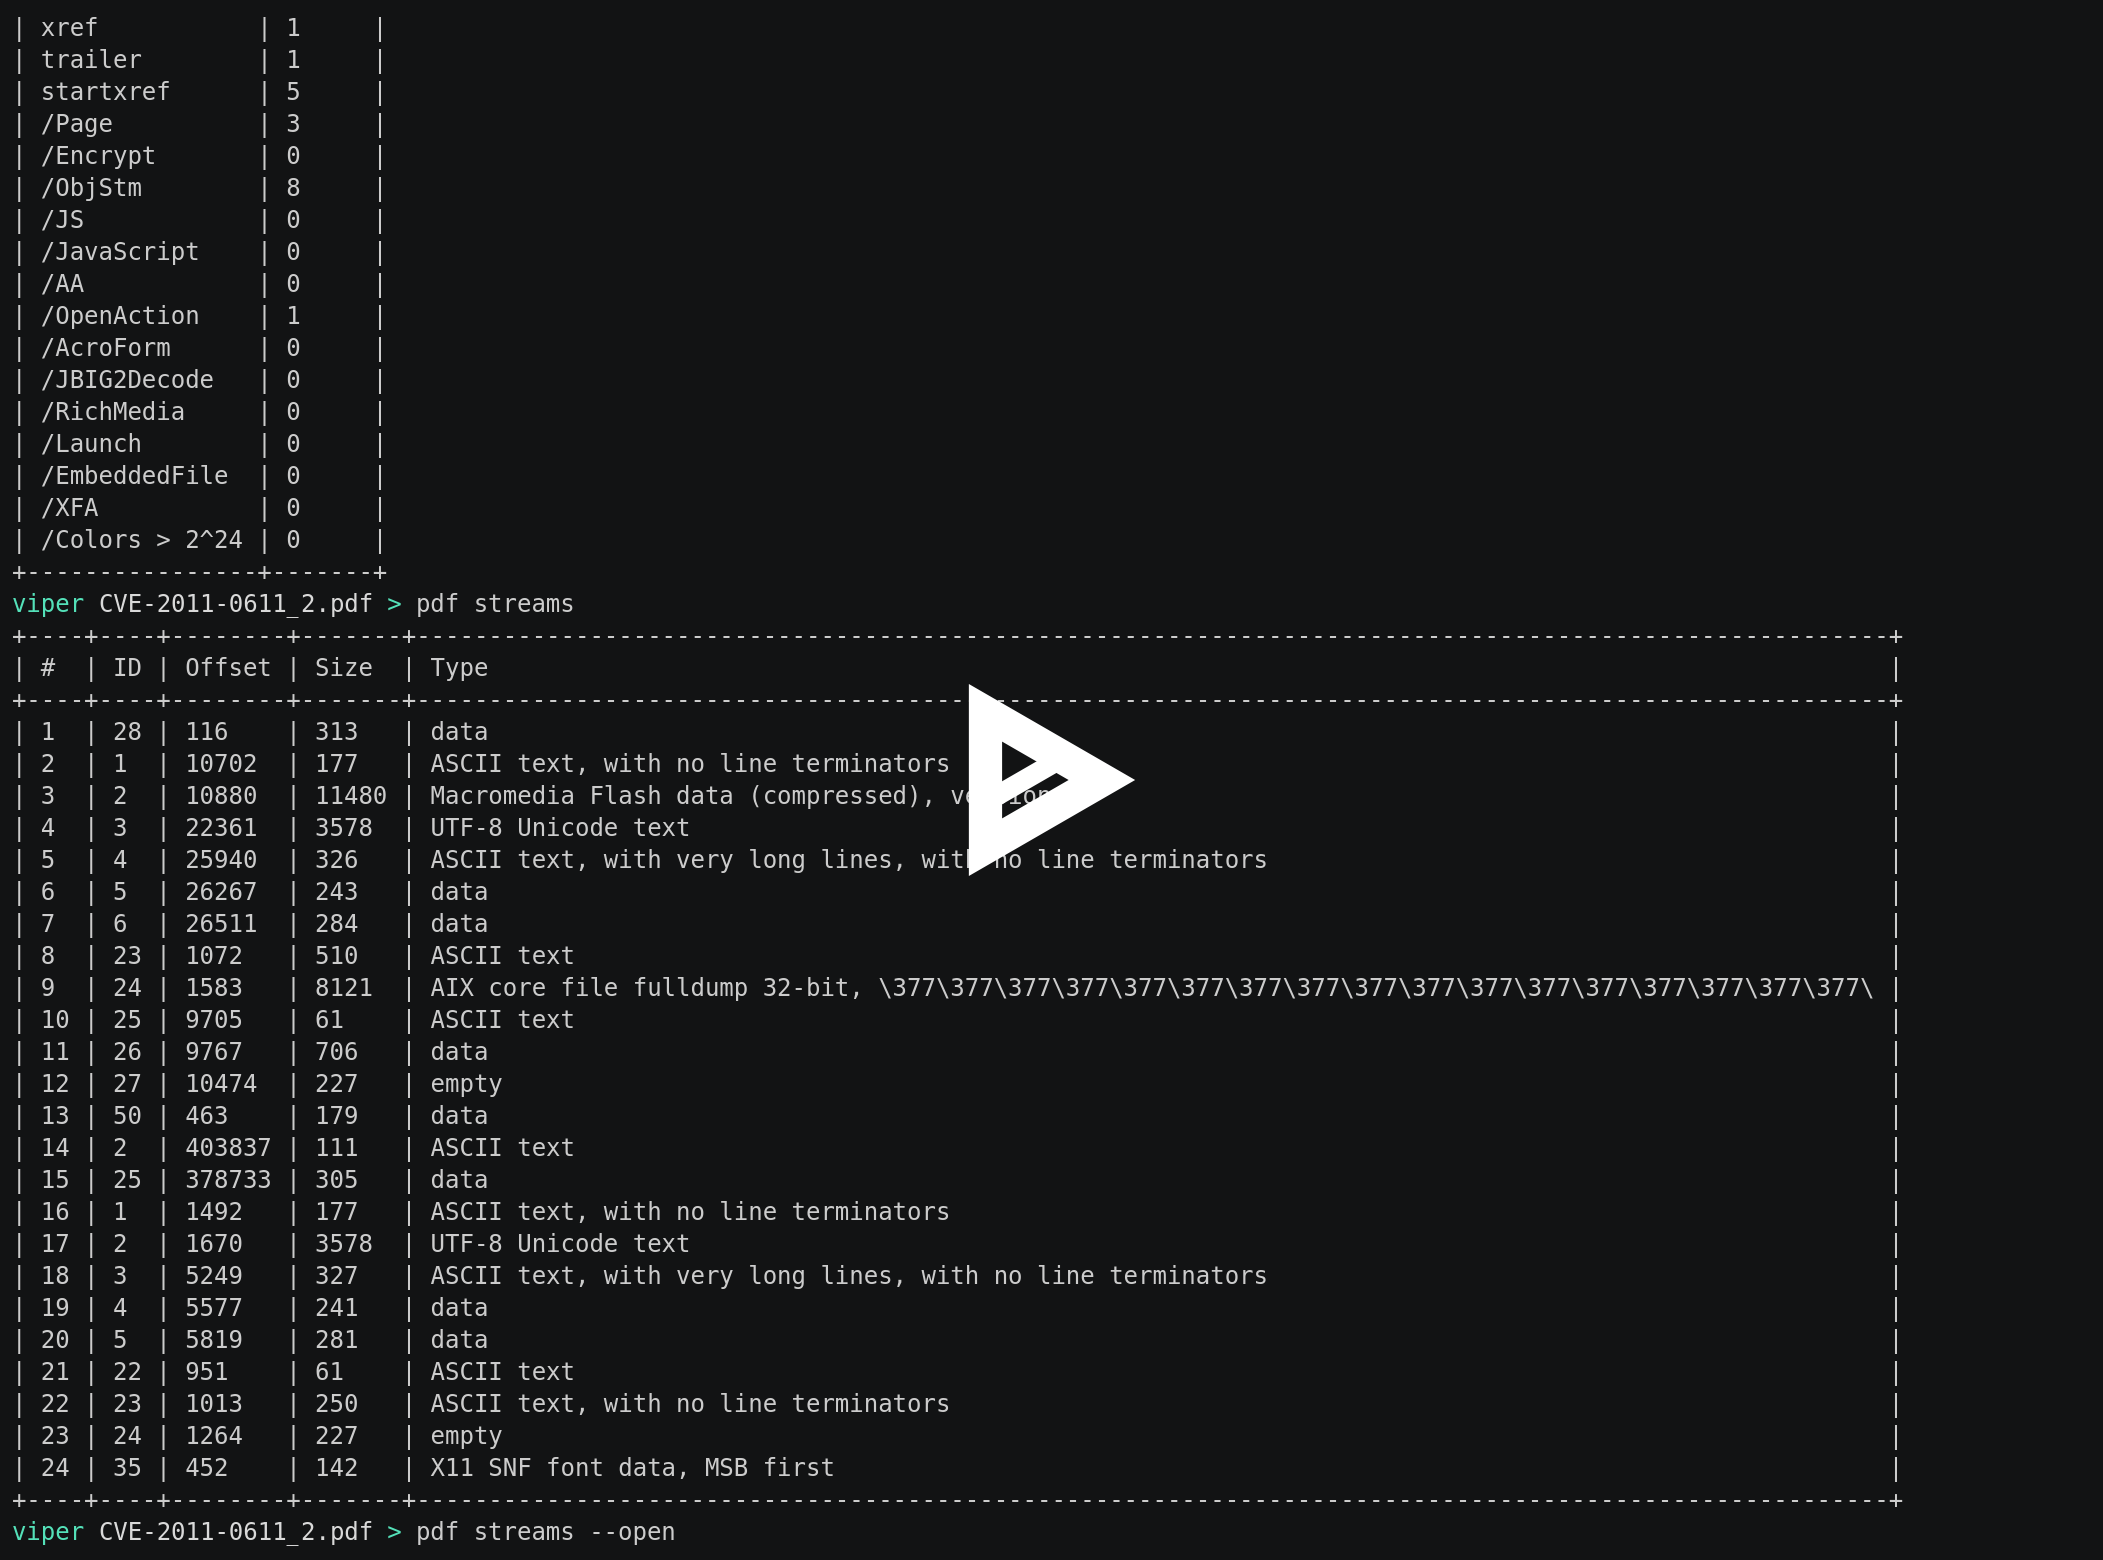 | xref           | 1     |
| trailer        | 1     |
| startxref      | 5     |
| /Page          | 3     |
| /Encrypt       | 0     |
| /ObjStm        | 8     |
| /JS            | 0     |
| /JavaScript    | 0     |
| /AA            | 0     |
| /OpenAction    | 1     |
| /AcroForm      | 0     |
| /JBIG2Decode   | 0     |
| /RichMedia     | 0     |
| /Launch        | 0     |
| /EmbeddedFile  | 0     |
| /XFA           | 0     |
| /Colors > 2^24 | 0     |
+----------------+-------+
viper CVE-2011-0611_2.pdf > pdf streams
+----+----+--------+-------+------------------------------------------------------------------------------------------------------+
| #  | ID | Offset | Size  | Type                                                                                                 |
+----+----+--------+-------+------------------------------------------------------------------------------------------------------+
| 1  | 28 | 116    | 313   | data                                                                                                 |
| 2  | 1  | 10702  | 177   | ASCII text, with no line terminators                                                                 |
| 3  | 2  | 10880  | 11480 | Macromedia Flash data (compressed), version                                                          |
| 4  | 3  | 22361  | 3578  | UTF-8 Unicode text                                                                                   |
| 5  | 4  | 25940  | 326   | ASCII text, with very long lines, with no line terminators                                           |
| 6  | 5  | 26267  | 243   | data                                                                                                 |
| 7  | 6  | 26511  | 284   | data                                                                                                 |
| 8  | 23 | 1072   | 510   | ASCII text                                                                                           |
| 9  | 24 | 1583   | 8121  | AIX core file fulldump 32-bit, \377\377\377\377\377\377\377\377\377\377\377\377\377\377\377\377\377\ |
| 10 | 25 | 9705   | 61    | ASCII text                                                                                           |
| 11 | 26 | 9767   | 706   | data                                                                                                 |
| 12 | 27 | 10474  | 227   | empty                                                                                                |
| 13 | 50 | 463    | 179   | data                                                                                                 |
| 14 | 2  | 403837 | 111   | ASCII text                                                                                           |
| 15 | 25 | 378733 | 305   | data                                                                                                 |
| 16 | 1  | 1492   | 177   | ASCII text, with no line terminators                                                                 |
| 17 | 2  | 1670   | 3578  | UTF-8 Unicode text                                                                                   |
| 18 | 3  | 5249   | 327   | ASCII text, with very long lines, with no line terminators                                           |
| 19 | 4  | 5577   | 241   | data                                                                                                 |
| 20 | 5  | 5819   | 281   | data                                                                                                 |
| 21 | 22 | 951    | 61    | ASCII text                                                                                           |
| 22 | 23 | 1013   | 250   | ASCII text, with no line terminators                                                                 |
| 23 | 24 | 1264   | 227   | empty                                                                                                |
| 24 | 35 | 452    | 142   | X11 SNF font data, MSB first                                                                         |
+----+----+--------+-------+------------------------------------------------------------------------------------------------------+
viper CVE-2011-0611_2.pdf > pdf streams --open